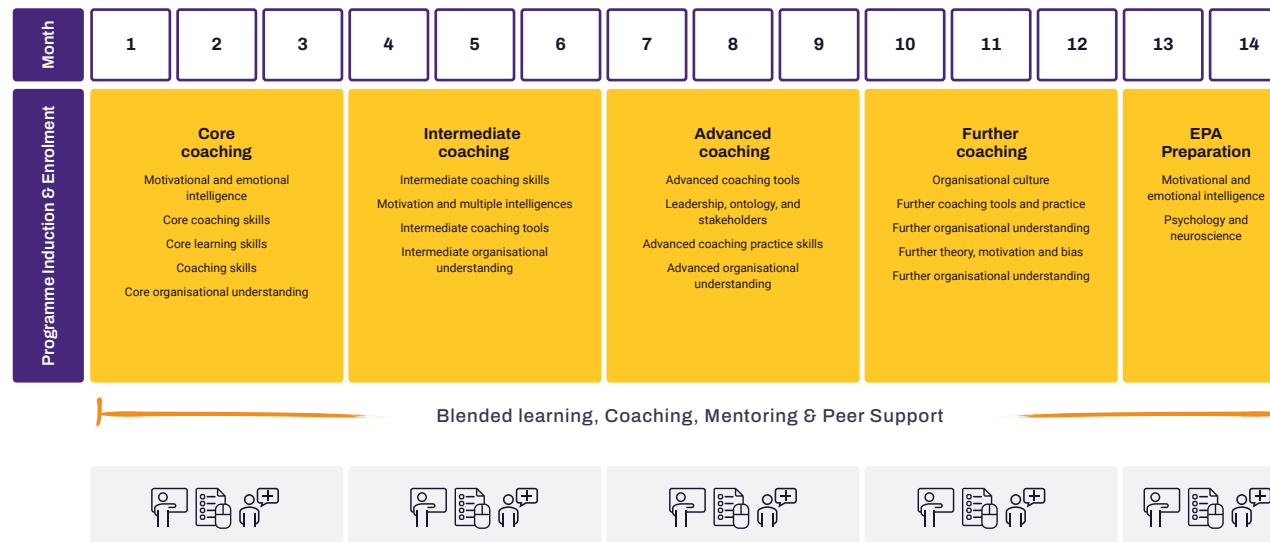 Month
1
2
3
4
5
6
7
8
9
10
11
12
13
14
Programme Induction & Enrolment
Core
coaching
Motivational and emotional
intelligence
Core coaching skills
Core learning skills
Coaching skills
Core organisational understanding
Intermediate
coaching
Intermediate coaching skills
Motivation and multiple intelligences
Intermediate coaching tools
Intermediate organisational
understanding
Advanced
coaching
Advanced coaching tools
Leadership, ontology, and
stakeholders
Advanced coaching practice skills
Advanced organisational
understanding
Further
coaching
Organisational culture
Further coaching tools and practice
Further organisational understanding
Further theory, motivation and bias
Further organisational understanding
EPA
Preparation
Motivational and
emotional intelligence
Psychology and
neuroscience
Blended learning, Coaching, Mentoring & Peer Support